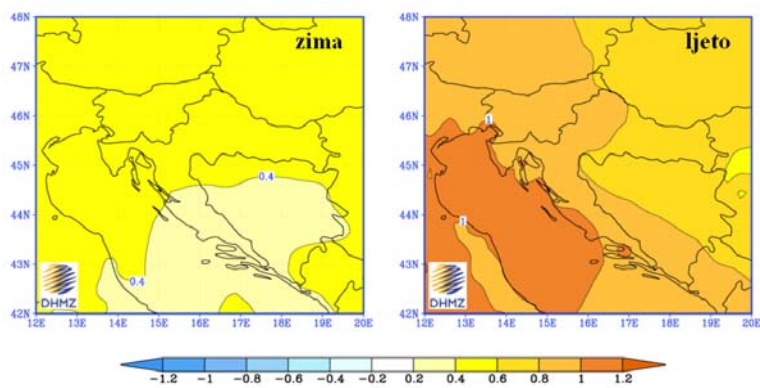 48N
47N
46N
45N
44N
43N
42N
12E 13E 14E 15E 16E 17E 18E 19E 20E
zima
0.4
0.4
DHMZ
48N
47N
46N
45N
44N
43N
42N
12E 13E 14E 15E 16E 17E 18E 19E 20E
ljeto
1
1
DHMZ
-1.2 -1 -0.8 -0.6 -0.4 -0.2 0.2 0.4 0.6 0.8 1 1.2